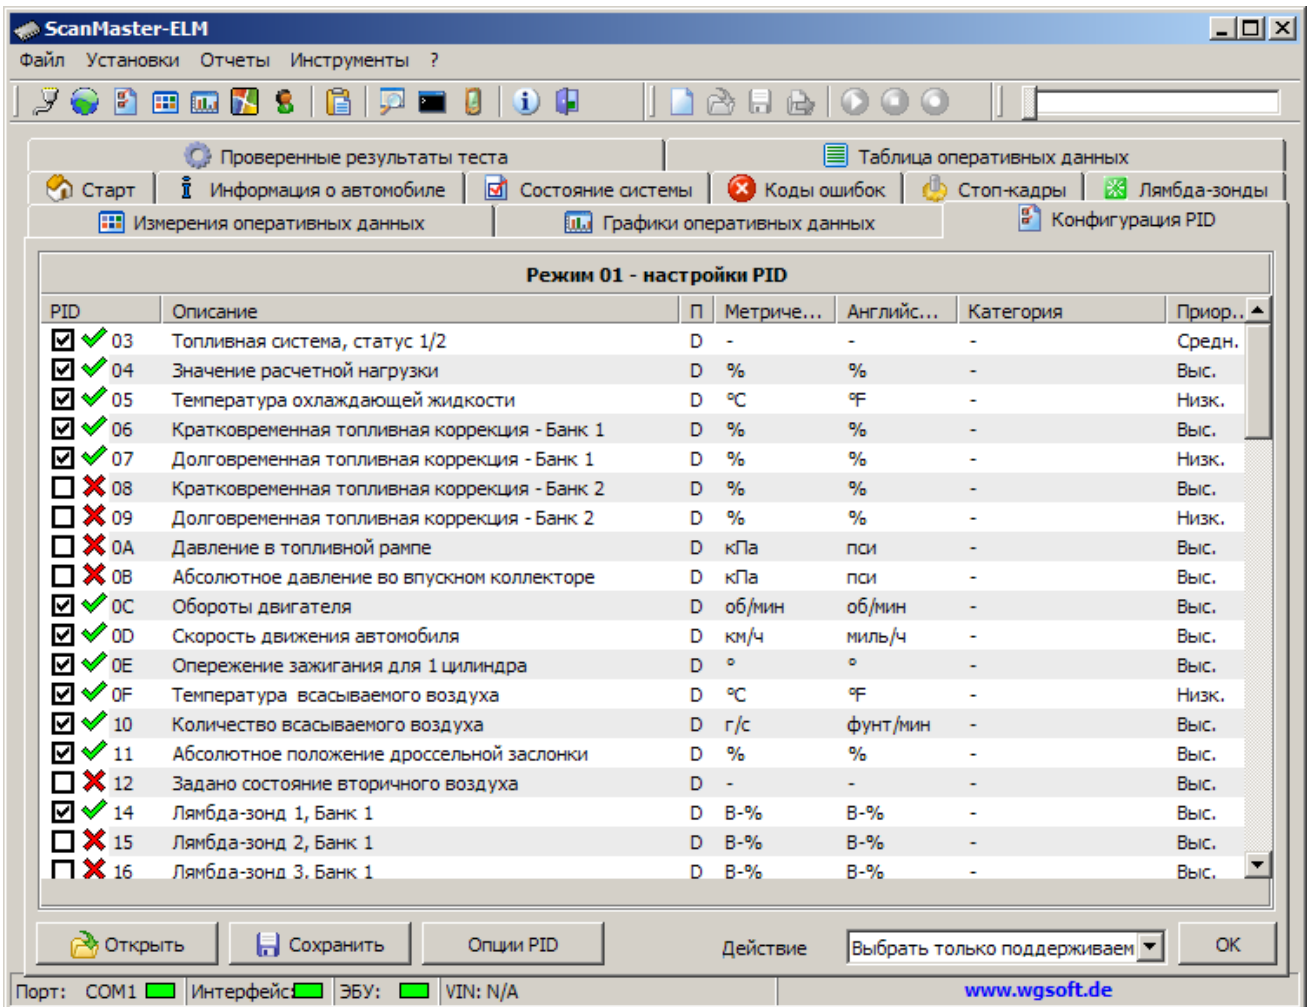 ScanMaster-ELM
Файл Установки Отчеты Инструменты ?
Проверенные результаты теста Таблица оперативных данных
Старт Информация о автомобиле Состояние системы Коды ошибок Стоп-кадры Лямбда-зонды
Измерения оперативных данных Графики оперативных данных Конфигурация PID
Режим 01 - настройки PID
PID Описание П Метриче... Английс... Категория Приор..
03 Топливная система, статус 1/2 D - - - Средн.
04 Значение расчетной нагрузки D % % - Выс.
05 Температура охлаждающей жидкости D °C °F - Низк.
06 Кратковременная топливная коррекция - Банк 1 D % % - Выс.
07 Долговременная топливная коррекция - Банк 1 D % % - Низк.
08 Кратковременная топливная коррекция - Банк 2 D % % - Выс.
09 Долговременная топливная коррекция - Банк 2 D % % - Низк.
0A Давление в топливной рампе D кПа пси - Выс.
0B Абсолютное давление во впускном коллекторе D кПа пси - Выс.
0C Обороты двигателя D об/мин об/мин - Выс.
0D Скорость движения автомобиля D км/ч миль/ч - Выс.
0E Опережение зажигания для 1 цилиндра D ° ° - Выс.
0F Температура всасываемого воздуха D °C °F - Низк.
10 Количество всасываемого воздуха D г/с фунт/мин - Выс.
11 Абсолютное положение дроссельной заслонки D % % - Выс.
12 Задано состояние вторичного воздуха D - - - Выс.
14 Лямбда-зонд 1, Банк 1 D В-% В-% - Выс.
15 Лямбда-зонд 2, Банк 1 D В-% В-% - Выс.
16 Лямбда-зонд 3, Банк 1 D В-% В-% - Выс.
Открыть Сохранить Опции PID Действие Выбрать только поддерживаем OK
Порт: COM1 Интерфейс: ЭБУ: VIN: N/A www.wgsoft.de